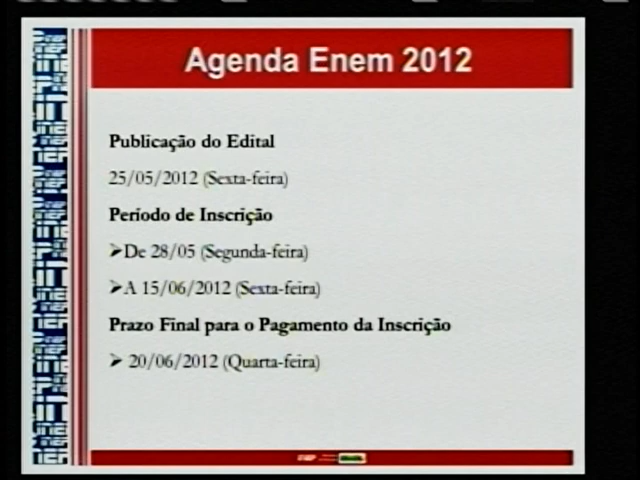 Agenda Enem 2012
Publicação do Edital
25/05/2012 (Sexta-feira)
Período de Inscrição
➢De 28/05 (Segunda-feira)
➢A 15/06/2012 (Sexta-feira)
Prazo Final para o Pagamento da Inscrição
➢ 20/06/2012 (Quarta-feira)